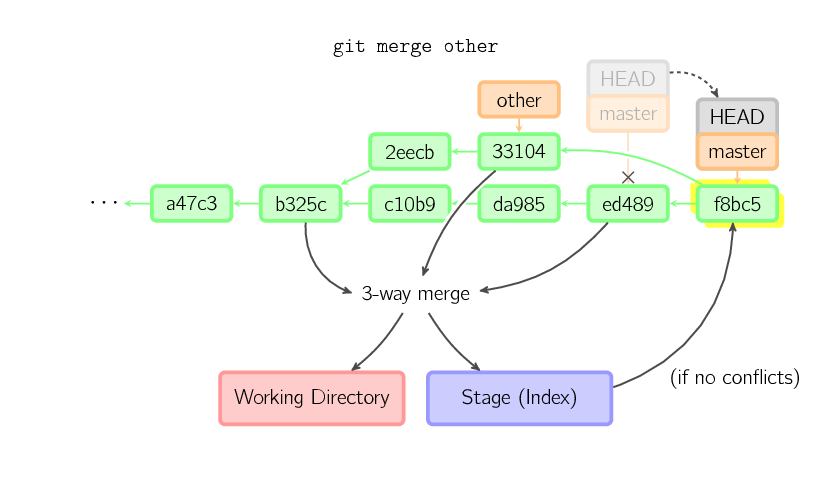 git merge other
HEAD
master
other
HEAD
master
2eecb
33104
··· a47c3 b325c c10b9 da985 ed489 f8bc5
3-way merge
(if no conflicts)
Working Directory
Stage (Index)